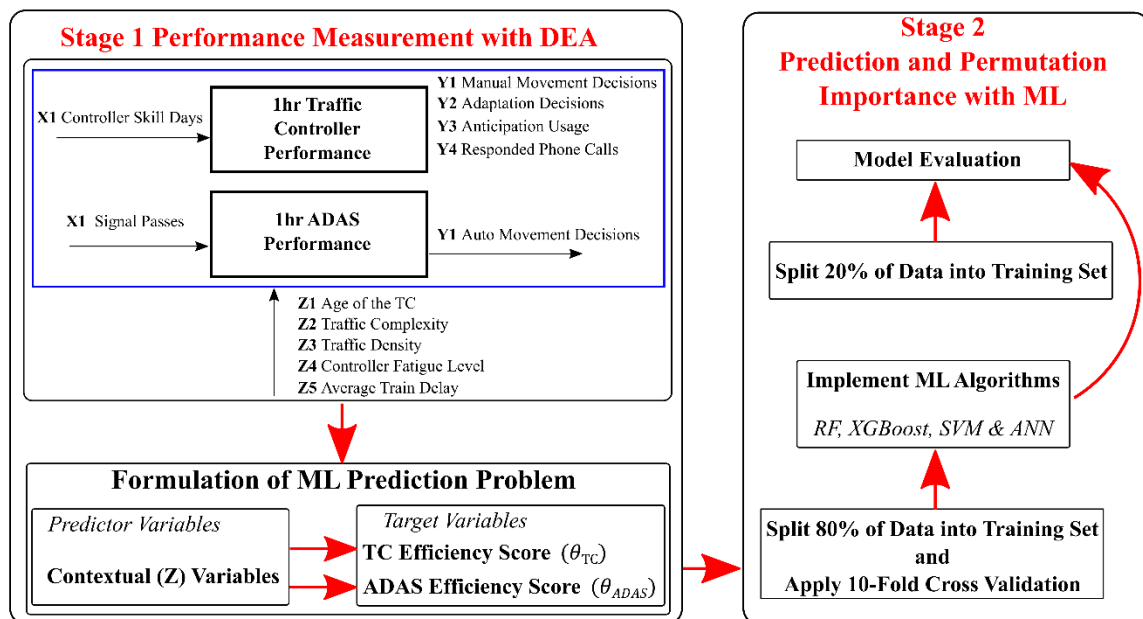 Stage 1 Performance Measurement with DEA
X1 Controller Skill Days
1hr Traffic
Controller
Performance
Y1 Manual Movement Decisions
Y2 Adaptation Decisions
Y3 Anticipation Usage
Y4 Responded Phone Calls
X1 Signal Passes
1hr ADAS
Performance
Y1 Auto Movement Decisions
Z1 Age of the TC
Z2 Traffic Complexity
Z3 Traffic Density
Z4 Controller Fatigue Level
Z5 Average Train Delay
Formulation of ML Prediction Problem
Predictor Variables
Contextual (Z) Variables
Target Variables
TC Efficiency Score (θTC)
ADAS Efficiency Score (θADAS)
Stage 2
Prediction and Permutation
Importance with ML
Model Evaluation
Split 20% of Data into Training Set
Implement ML Algorithms
RF, XGBoost, SVM & ANN
Split 80% of Data into Training Set
and
Apply 10-Fold Cross Validation